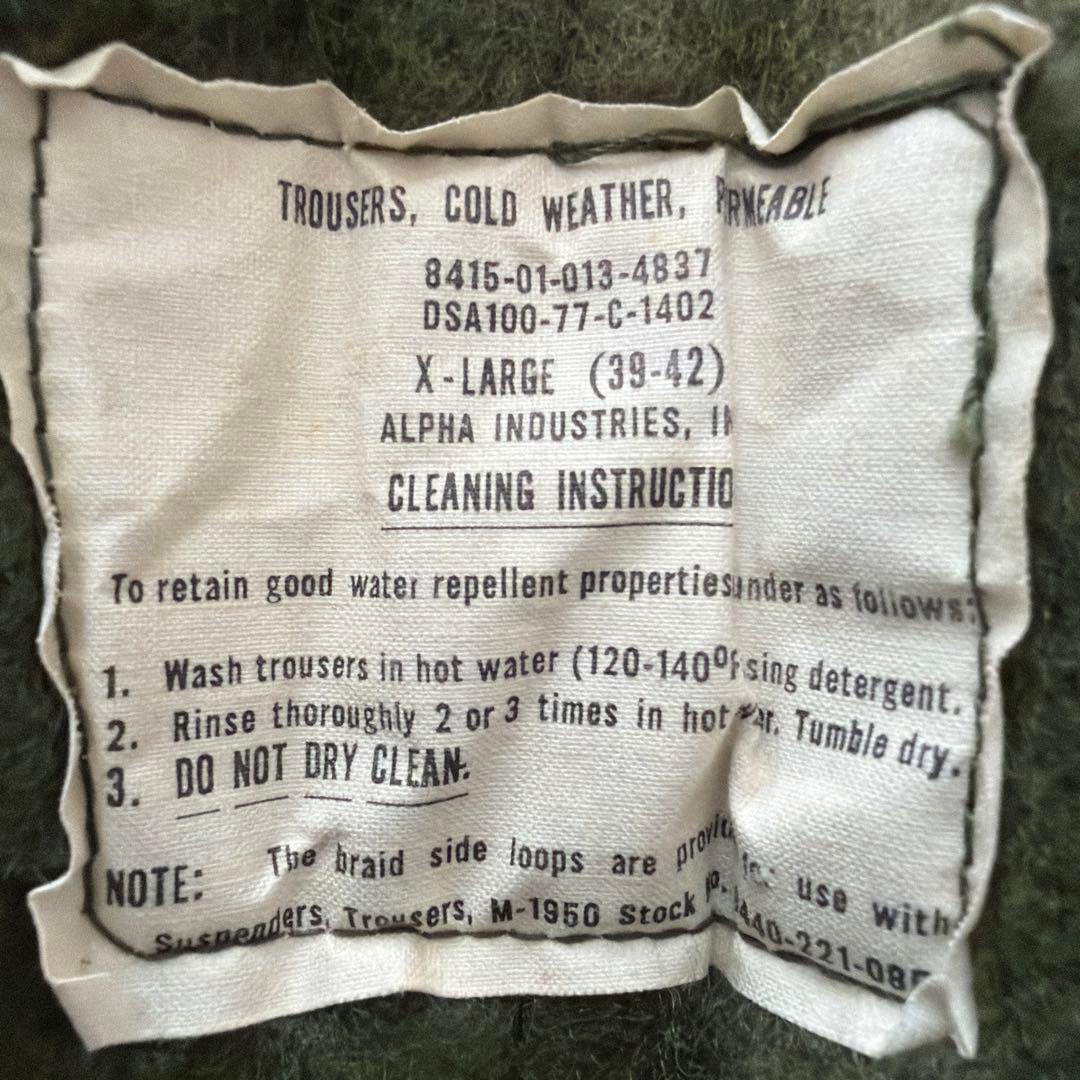 TROUSERS, COLD WEATHER, PERMEABLE
8415-01-013-4837
DSA100-77-C-1402
X-LARGE (39-42)
ALPHA INDUSTRIES, IN
CLEANING INSTRUCTIO
To retain good water repellent properties under as follows:
1. Wash trousers in hot water (120-140°F sing detergent.
2. Rinse thoroughly 2 or 3 times in hot Tumble dry.
3. DO NOT DRY CLEAN.
NOTE: The braid side loops are use with
Suspenders, Trousers, M-1950 Stock No. 8440-221-08